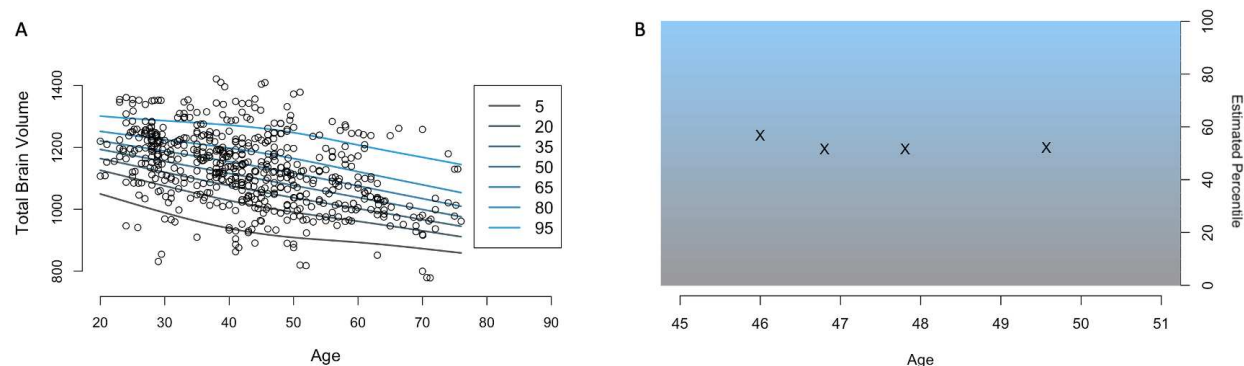 A
Total Brain Volume
1400
1200
1000
800
20 30 40 50 60 70 80 90
Age
5
20
35
50
65
80
95
B
X X X X
100
80
60
40
20
0
Estimated Percentile
45 46 47 48 49 50 51
Age